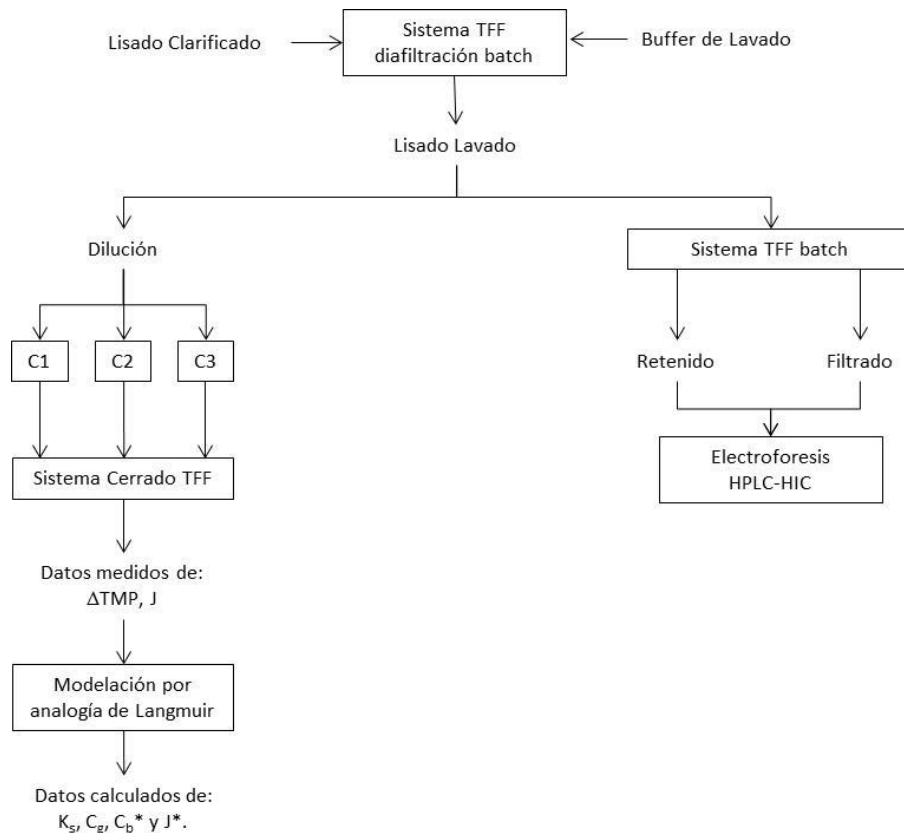 Lisado Clarificado
Sistema TFF
diafiltración batch
Buffer de Lavado
Lisado Lavado
Dilución
Sistema TFF batch
C1
C2
C3
Retenido
Filtrado
Sistema Cerrado TFF
Electroforesis
HPLC-HIC
Datos medidos de:
ΔTMP, J
Modelación por
analogía de Langmuir
Datos calculados de:
Kₛ, C_g, C_b* y J*.